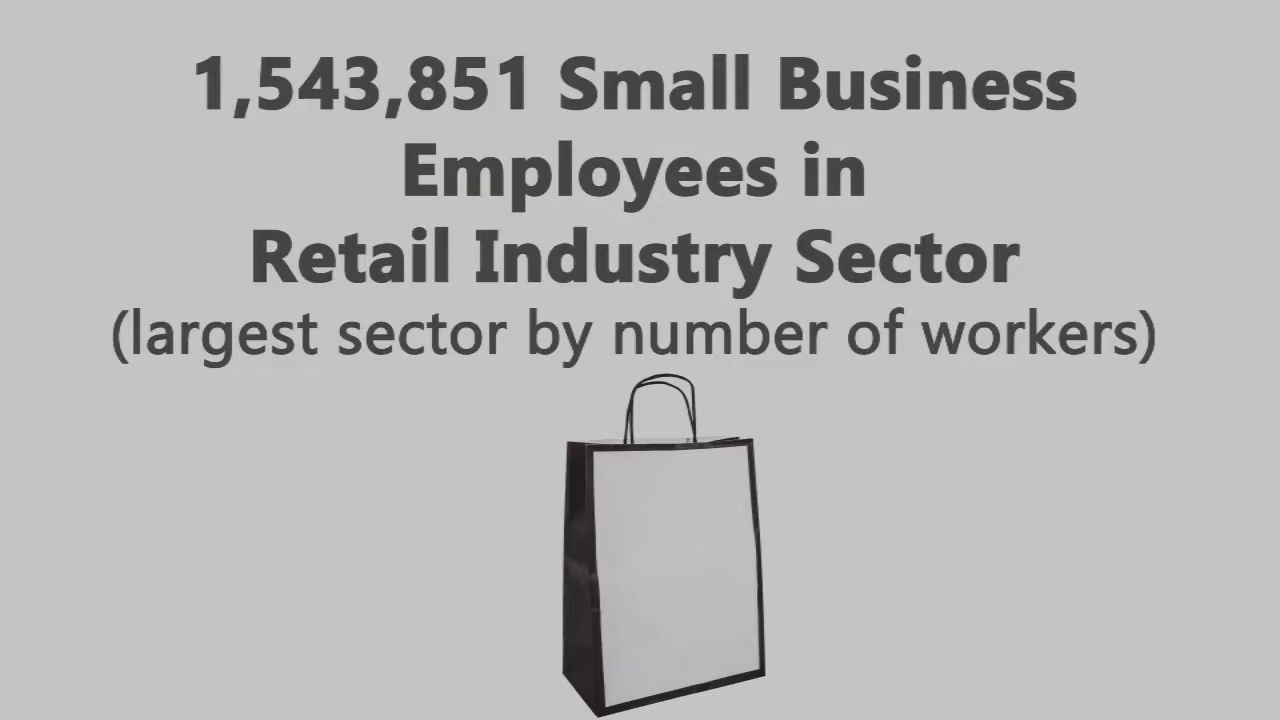 1,543,851 Small Business
Employees in
Retail Industry Sector
(largest sector by number of workers)